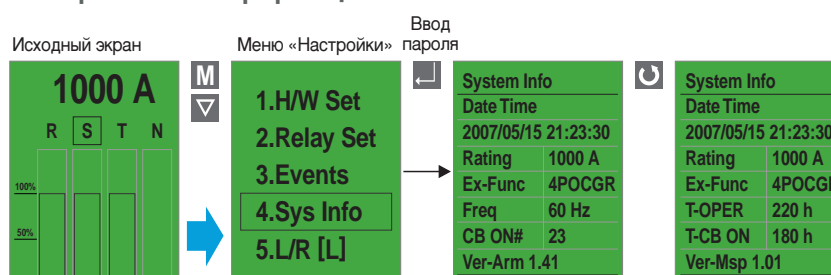 Ввод
Исходный экран
Меню «Настройки»
пароля
1000 A
R S T N
100%
50%
M
1.H/W Set
2.Relay Set
3.Events
4.Sys Info
5.L/R [L]
System Info
Date Time
2007/05/15 21:23:30
Rating 1000 A
Ex-Func 4POCGR
Freq 60 Hz
CB ON# 23
Ver-Arm 1.41
System Info
Date Time
2007/05/15 21:23:30
Rating 1000 A
Ex-Func
T-OPER 220 h
T-CB ON 180 h
Ver-Msp 1.01